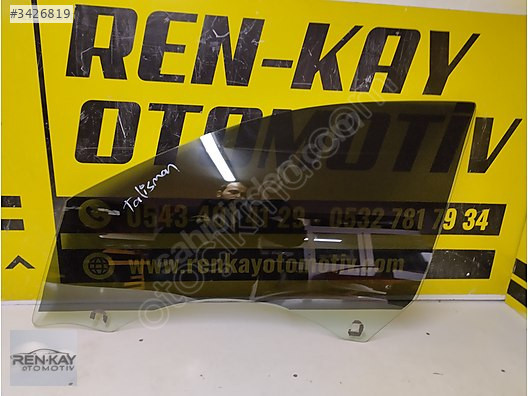 #3426819
REN-KAY
OTOMOTİV
Talisman
0532 781 79 34
www.renkayotomotiv.com
REN-KAY
OTOMOTİV